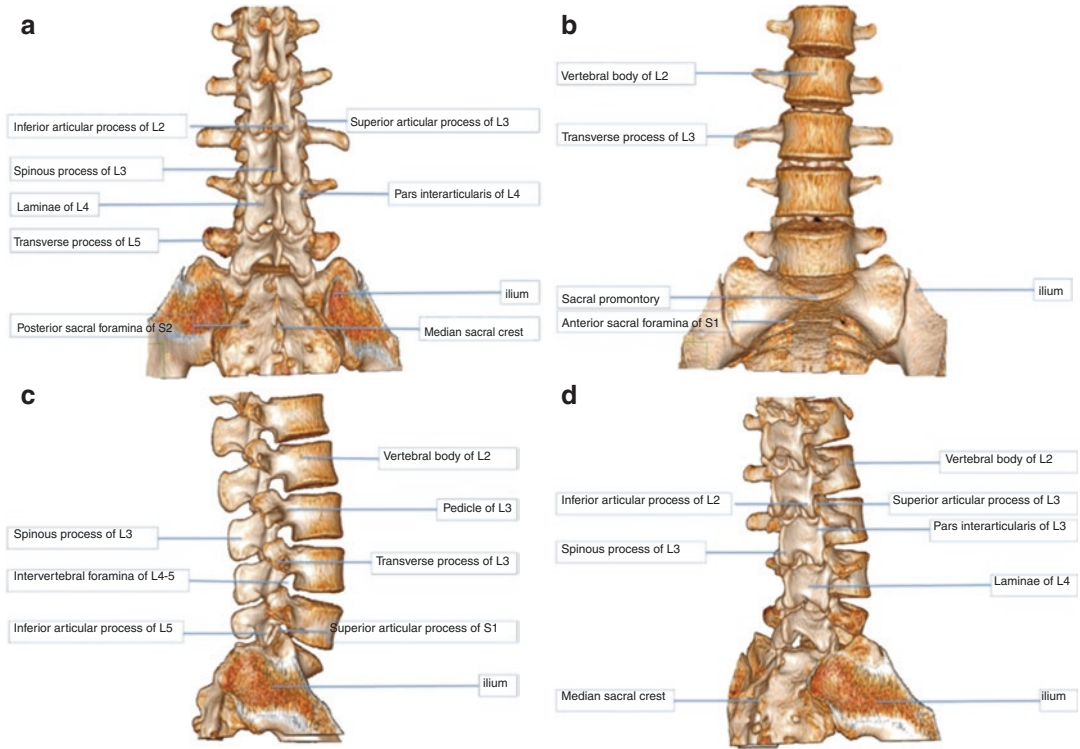 a
Inferior articular process of L2
Superior articular process of L3
Spinous process of L3
Pars interarticularis of L4
Laminae of L4
Transverse process of L5
ilium
Posterior sacral foramina of S2
Median sacral crest
b
Vertebral body of L2
Transverse process of L3
Sacral promontory
ilium
Anterior sacral foramina of S1
c
Vertebral body of L2
Pedicle of L3
Spinous process of L3
Transverse process of L3
Intervertebral foramina of L4-5
Inferior articular process of L5
Superior articular process of S1
ilium
d
Vertebral body of L2
Inferior articular process of L2
Superior articular process of L3
Pars interarticularis of L3
Spinous process of L3
Laminae of L4
Median sacral crest
ilium